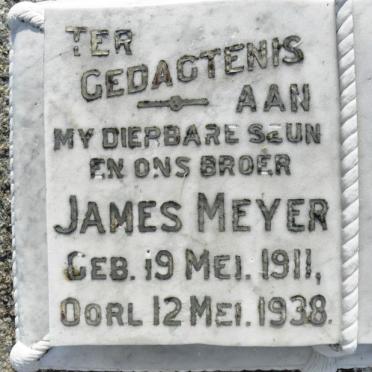 TER
GEDAGTENIS
AAN
MY DIERBARE SEUN
EN ONS BROER
JAMES MEYER
GEB. 19 MEI. 1911,
OORL 12 MEI. 1938.